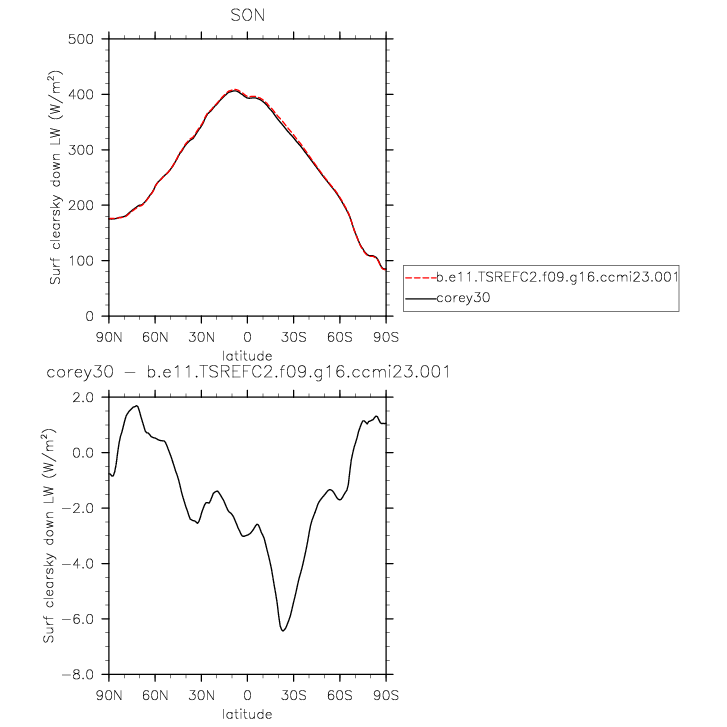 SON
500
400
300
200
100
0
Surf clearsky down LW (W/m²)
90N 60N 30N 0 30S 60S 90S
latitude
b.e11.TSREFC2.f09.g16.ccmi23.001
corey30
corey30 − b.e11.TSREFC2.f09.g16.ccmi23.001
2.0
0.0
−2.0
−4.0
−6.0
−8.0
Surf clearsky down LW (W/m²)
90N 60N 30N 0 30S 60S 90S
latitude